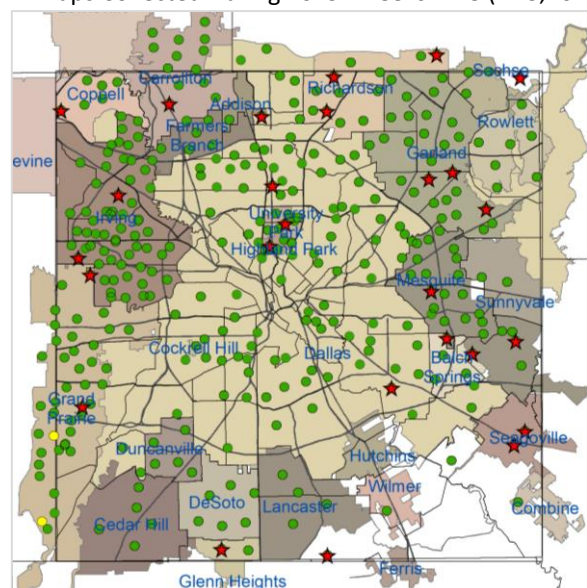 Sachse
Coppell
Carrollton
Richardson
Addison
Rowlett
Farmers
Branch
Garland
evine
Irving
University
Park
Highland Park
Mesquite
Sunnyvale
Cockrell Hill
Dallas
Balch
Springs
Grand
Prairie
Seagoville
Duncanville
Hutchins
Wilmer
DeSoto
Lancaster
Combine
Cedar Hill
Ferris
Glenn Heights